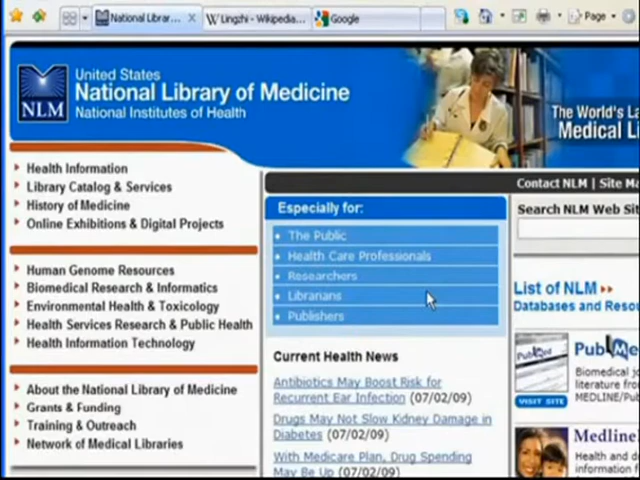 National Librar...
Lingzhi - Wikipedia...
Google
Page
NLM
United States
National Library of Medicine
National Institutes of Health
The World's La
Medical Li
Contact NLM | Site Ma
Health Information
Library Catalog & Services
History of Medicine
Online Exhibitions & Digital Projects
Human Genome Resources
Biomedical Research & Informatics
Environmental Health & Toxicology
Health Services Research & Public Health
Health Information Technology
About the National Library of Medicine
Grants & Funding
Training & Outreach
Network of Medical Libraries
Especially for:
The Public
Health Care Professionals
Researchers
Librarians
Publishers
Current Health News
Antibiotics May Boost Risk for
Recurrent Ear Infection (07/02/09)
Drugs May Not Slow Kidney Damage in
Diabetes (07/02/09)
With Medicare Plan, Drug Spending
May Be Up (07/02/09)
Search NLM Web Sit
List of NLM
Databases and Reso
PubMed
VISIT SITE
PubMe
Biomedical jo
literature from
MEDLINE/Pub
Medline
Health and dr
information f